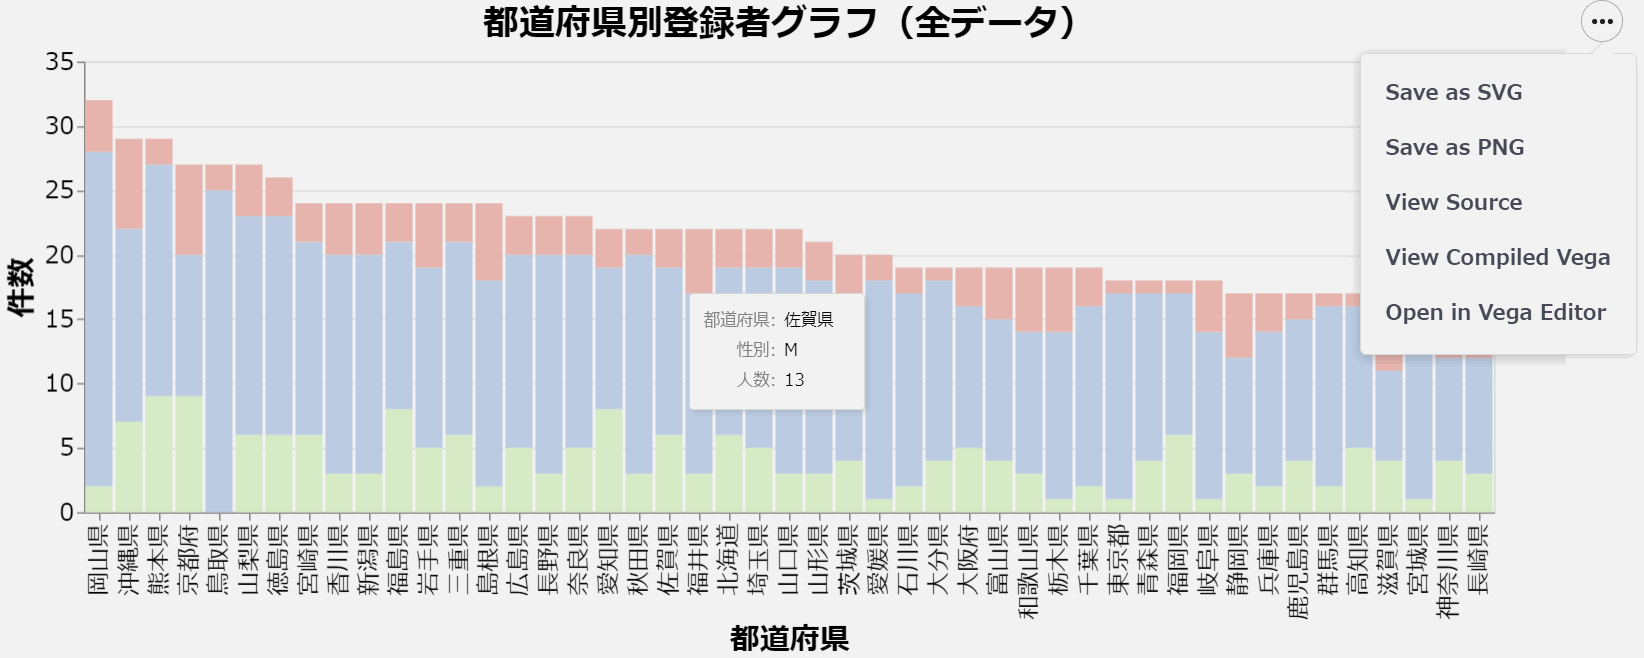 都道府県別登録者グラフ（全データ）
Save as SVG
Save as PNG
View Source
View Compiled Vega
Open in Vega Editor
件数
35
30
25
20
15
10
5
0
都道府県: 佐賀県
性別: M
人数: 13
岡山県
沖縄県
熊本県
京都府
鳥取県
山梨県
徳島県
宮崎県
香川県
新潟県
福島県
岩手県
三重県
島根県
広島県
長野県
奈良県
愛知県
秋田県
佐賀県
福井県
北海道
埼玉県
山口県
山形県
茨城県
愛媛県
石川県
大分県
大阪府
富山県
和歌山県
栃木県
千葉県
東京都
青森県
福岡県
岐阜県
静岡県
兵庫県
鹿児島県
群馬県
高知県
滋賀県
宮城県
神奈川県
長崎県
都道府県